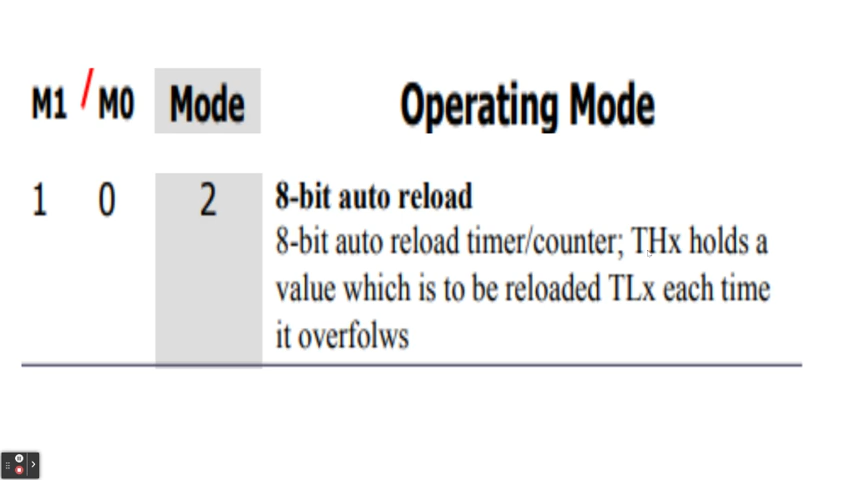 M1 / M0 Mode Operating Mode
1 0 2 8-bit auto reload
8-bit auto reload timer/counter; THx holds a
value which is to be reloaded TLx each time
it overfolws